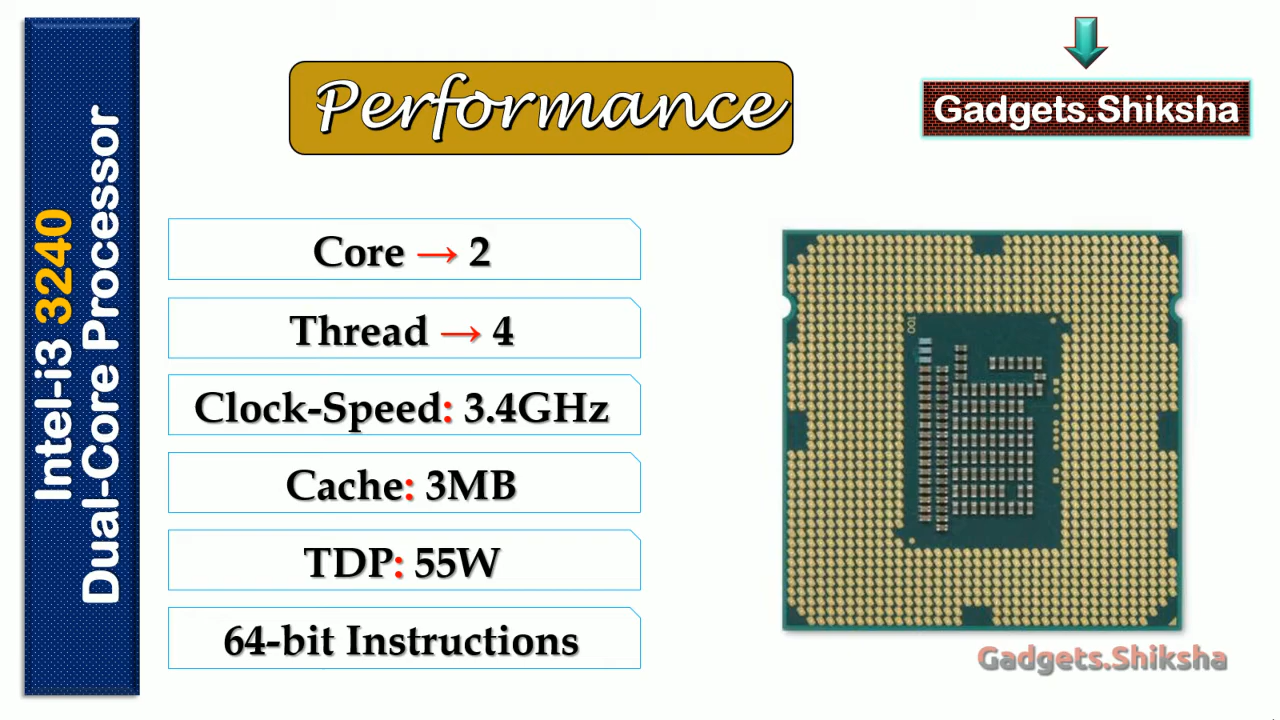 Intel-i3 3240
Dual-Core Processor
Performance
Gadgets.Shiksha
Core → 2
Thread → 4
Clock-Speed: 3.4GHz
Cache: 3MB
TDP: 55W
64-bit Instructions
001
Gadgets.Shiksha